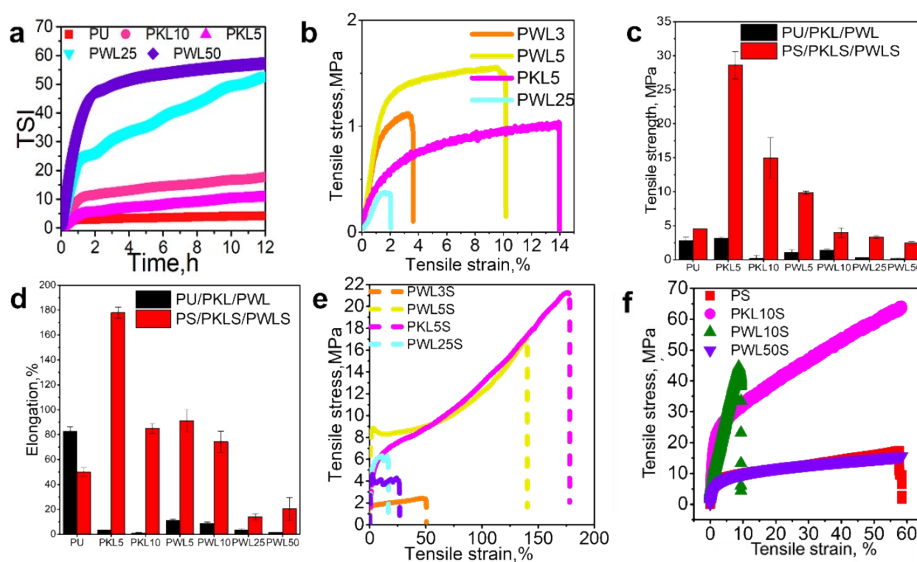 a
TSI
70
60
50
40
30
20
10
0
PU PKL10 PKL5
PWL25 PWL50
0 2 4 6 8 10 12
Time,h
b
Tensile stress,MPa
2
1
0
PWL3
PWL5
PKL5
PWL25
0 2 4 6 8 10 12 14
Tensile strain,%
c
Tensile strength, MPa
35
30
25
20
15
10
5
0
PU/PKL/PWL
PS/PKLS/PWLS
PU PKL5 PKL10 PWL5 PWL10 PWL25 PWL50
d
Elongation,%
200
180
160
140
120
100
80
60
40
20
0
PU/PKL/PWL
PS/PKLS/PWLS
PU PKL5 PKL10 PWL5 PWL10 PWL25 PWL50
e
Tensile stress,MPa
22
20
18
16
14
12
10
8
6
4
2
0
PWL3S
PWL5S
PKL5S
PWL25S
0 50 100 150 200
Tensile strain,%
f
Tensile stress, MPa
70
60
50
40
30
20
10
0
PS
PKL10S
PWL10S
PWL50S
0 10 20 30 40 50 60
Tensile strain, %